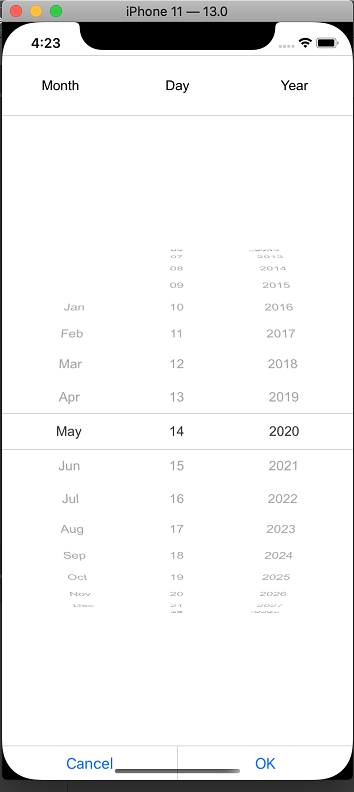 iPhone 11 — 13.0
4:23
Month Day Year
07 2013
08 2014
09 2015
Jan 10 2016
Feb 11 2017
Mar 12 2018
Apr 13 2019
May 14 2020
Jun 15 2021
Jul 16 2022
Aug 17 2023
Sep 18 2024
Oct 19 2025
Nov 20 2026
Dec 21 2027
Cancel OK